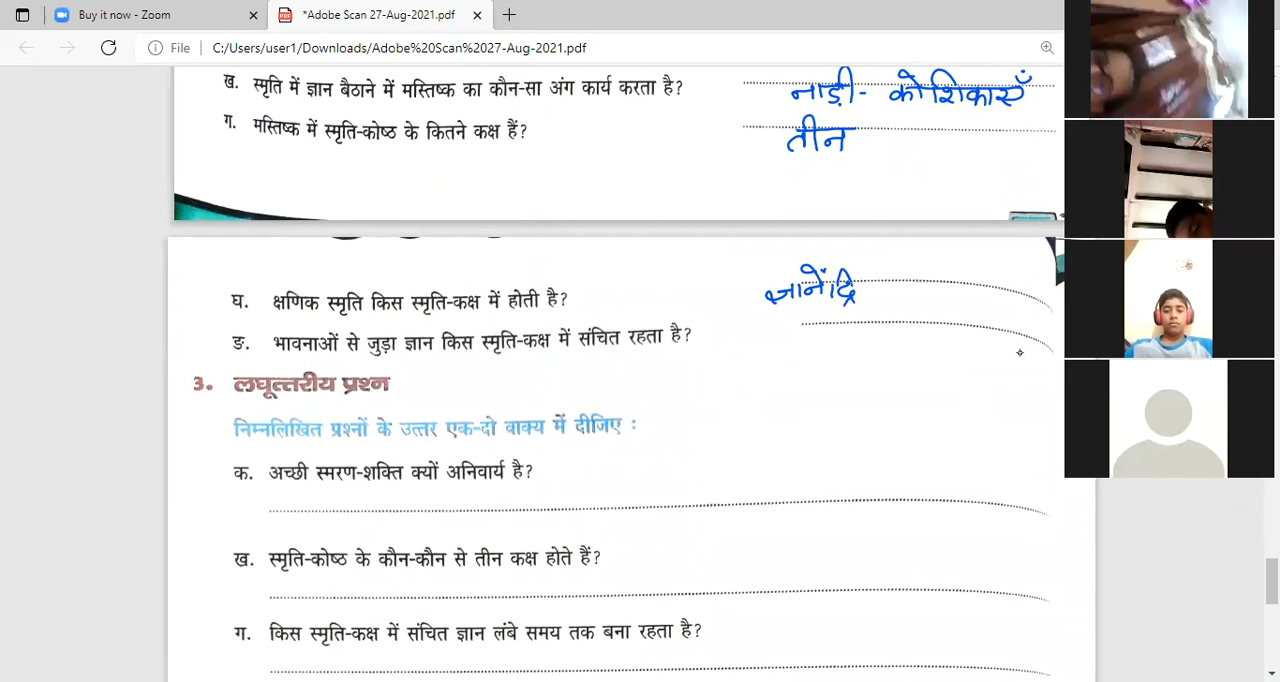 Buy it now - Zoom
*Adobe Scan 27-Aug-2021.pdf
File C:/Users/user1/Downloads/Adobe%20Scan%2027-Aug-2021.pdf
ख. स्मृति में ज्ञान बैठाने में मस्तिष्क का कौन-सा अंग कार्य करता है? नाड़ी - कोशिकाएँ
ग. मस्तिष्क में स्मृति-कोष्ठ के कितने कक्ष हैं? तीन
घ. क्षणिक स्मृति किस स्मृति-कक्ष में होती है? ज्ञानेंद्रि
ङ. भावनाओं से जुड़ा ज्ञान किस स्मृति-कक्ष में संचित रहता है?
3. लघूत्तरीय प्रश्न
निम्नलिखित प्रश्नों के उत्तर एक-दो वाक्य में दीजिए :
क. अच्छी स्मरण-शक्ति क्यों अनिवार्य है?
ख. स्मृति-कोष्ठ के कौन-कौन से तीन कक्ष होते हैं?
ग. किस स्मृति-कक्ष में संचित ज्ञान लंबे समय तक बना रहता है?